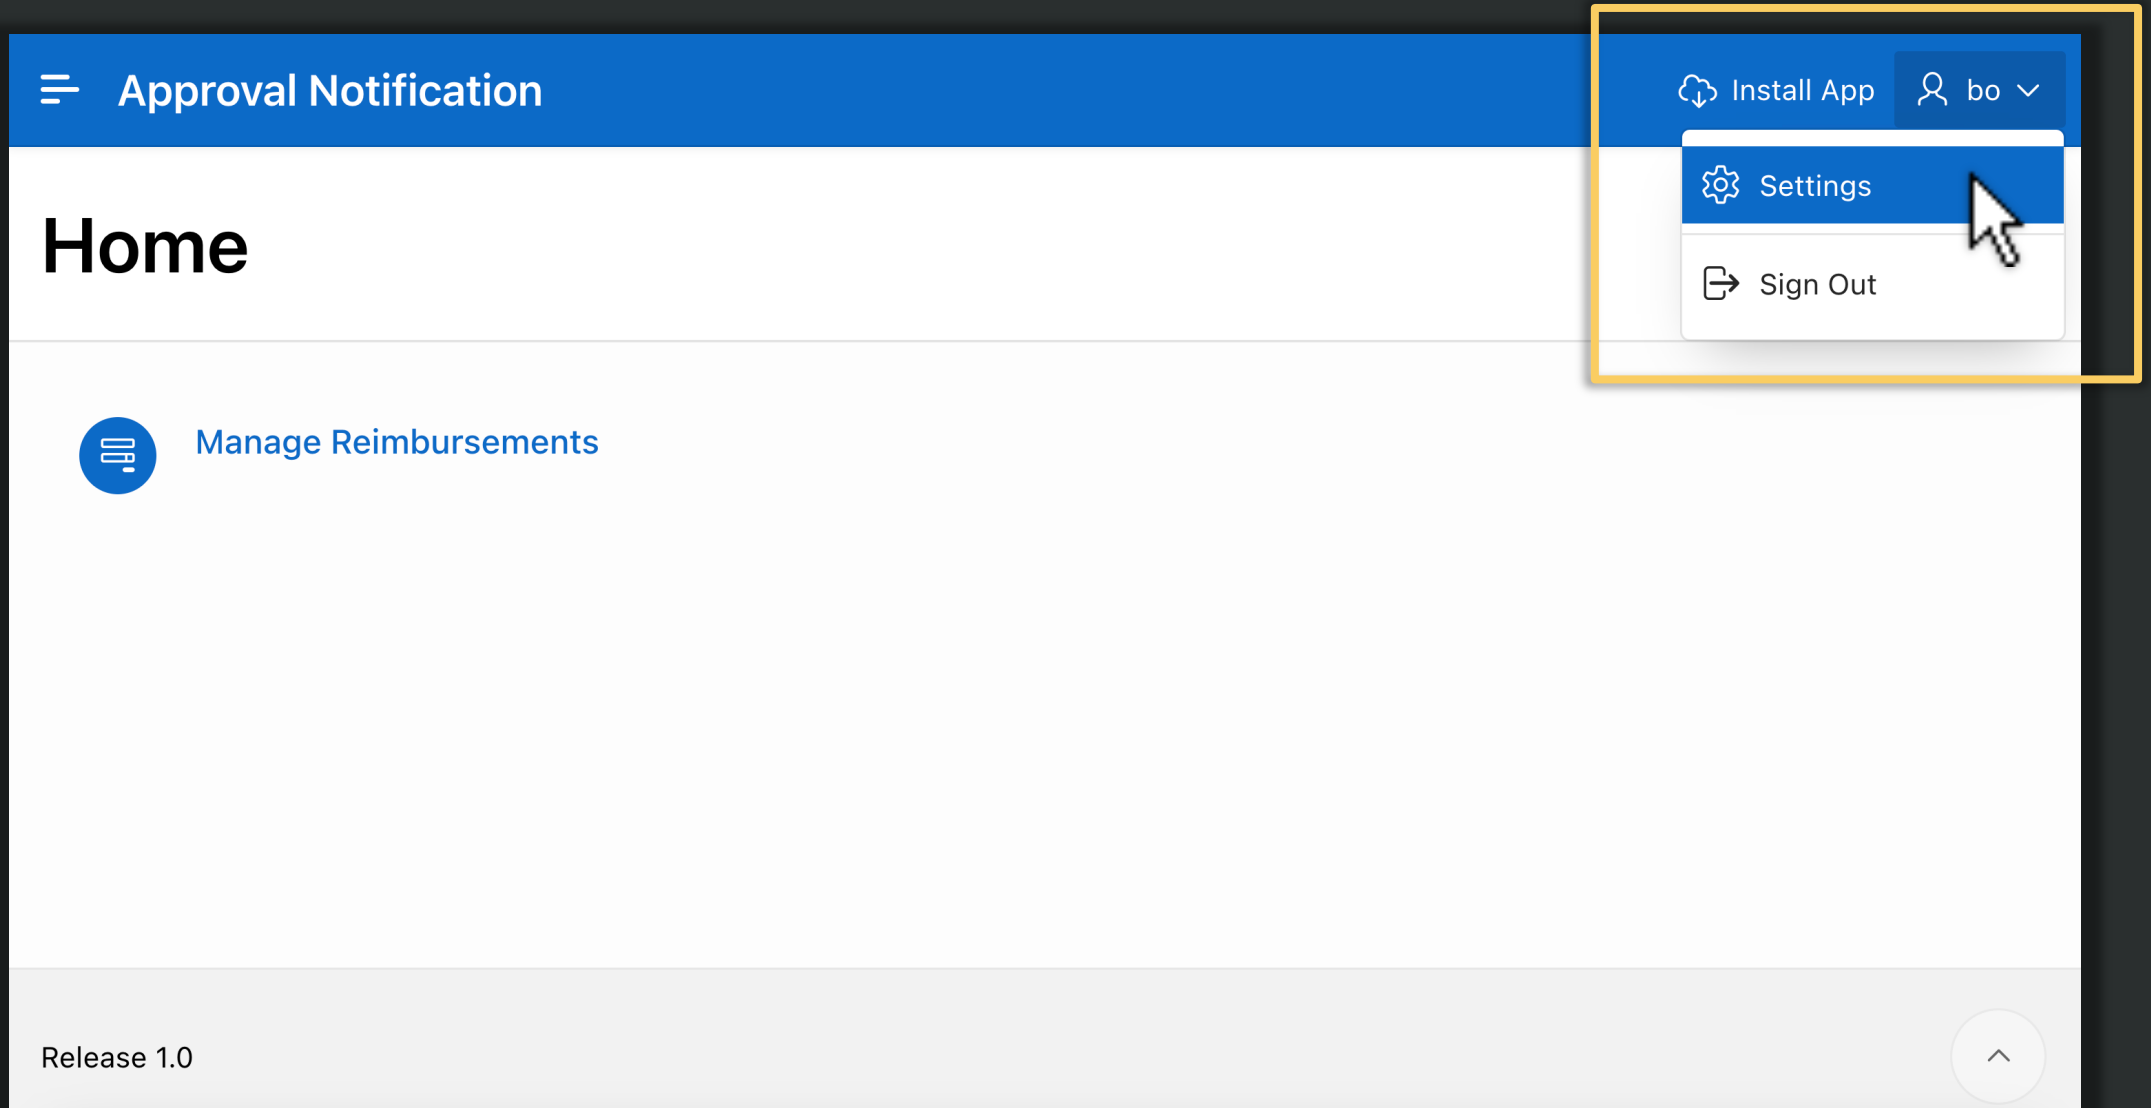 Approval Notification
Install App
bo
Settings
Sign Out
Home
Manage Reimbursements
Release 1.0